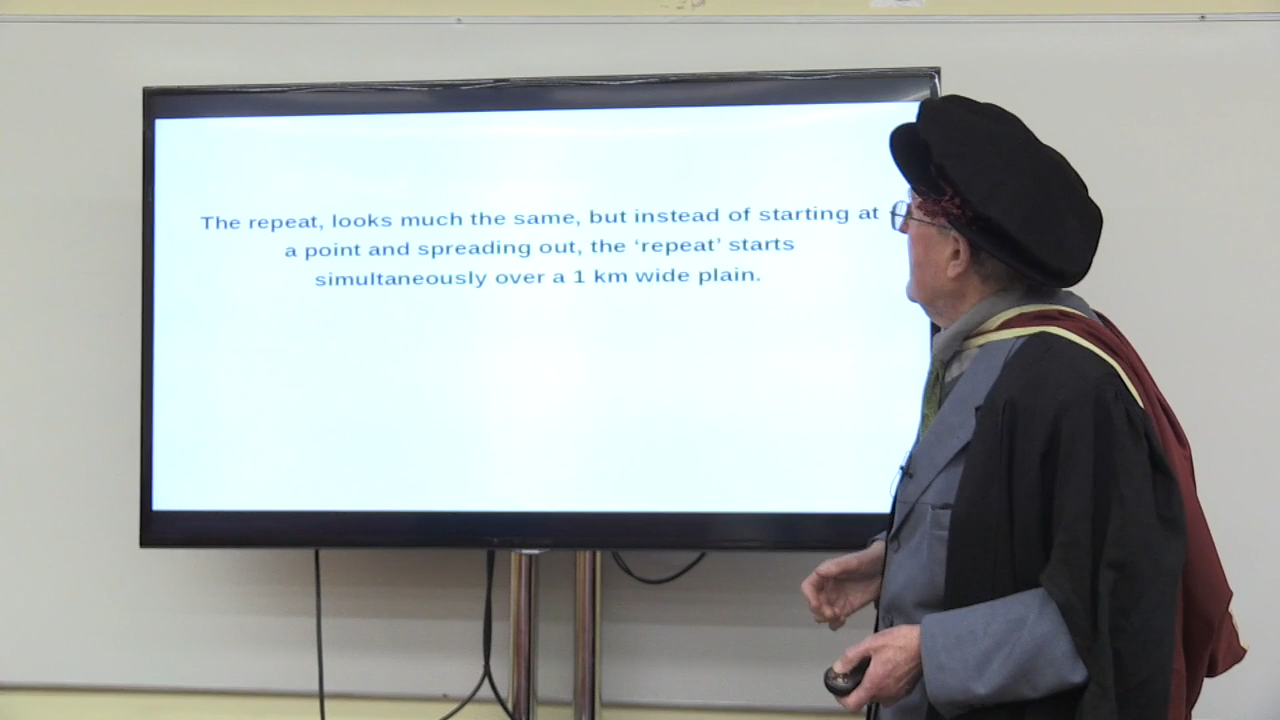 The repeat, looks much the same, but instead of starting at
a point and spreading out, the ‘repeat’ starts
simultaneously over a 1 km wide plain.